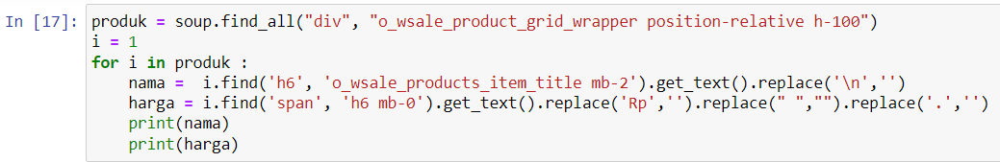 In [17]: produk = soup.find_all("div", "o_wsale_product_grid_wrapper position-relative h-100")
i = 1
for i in produk :
    nama =  i.find('h6', 'o_wsale_products_item_title mb-2').get_text().replace('\n','')
    harga = i.find('span', 'h6 mb-0').get_text().replace('Rp','').replace(" ","").replace('.','')
    print(nama)
    print(harga)